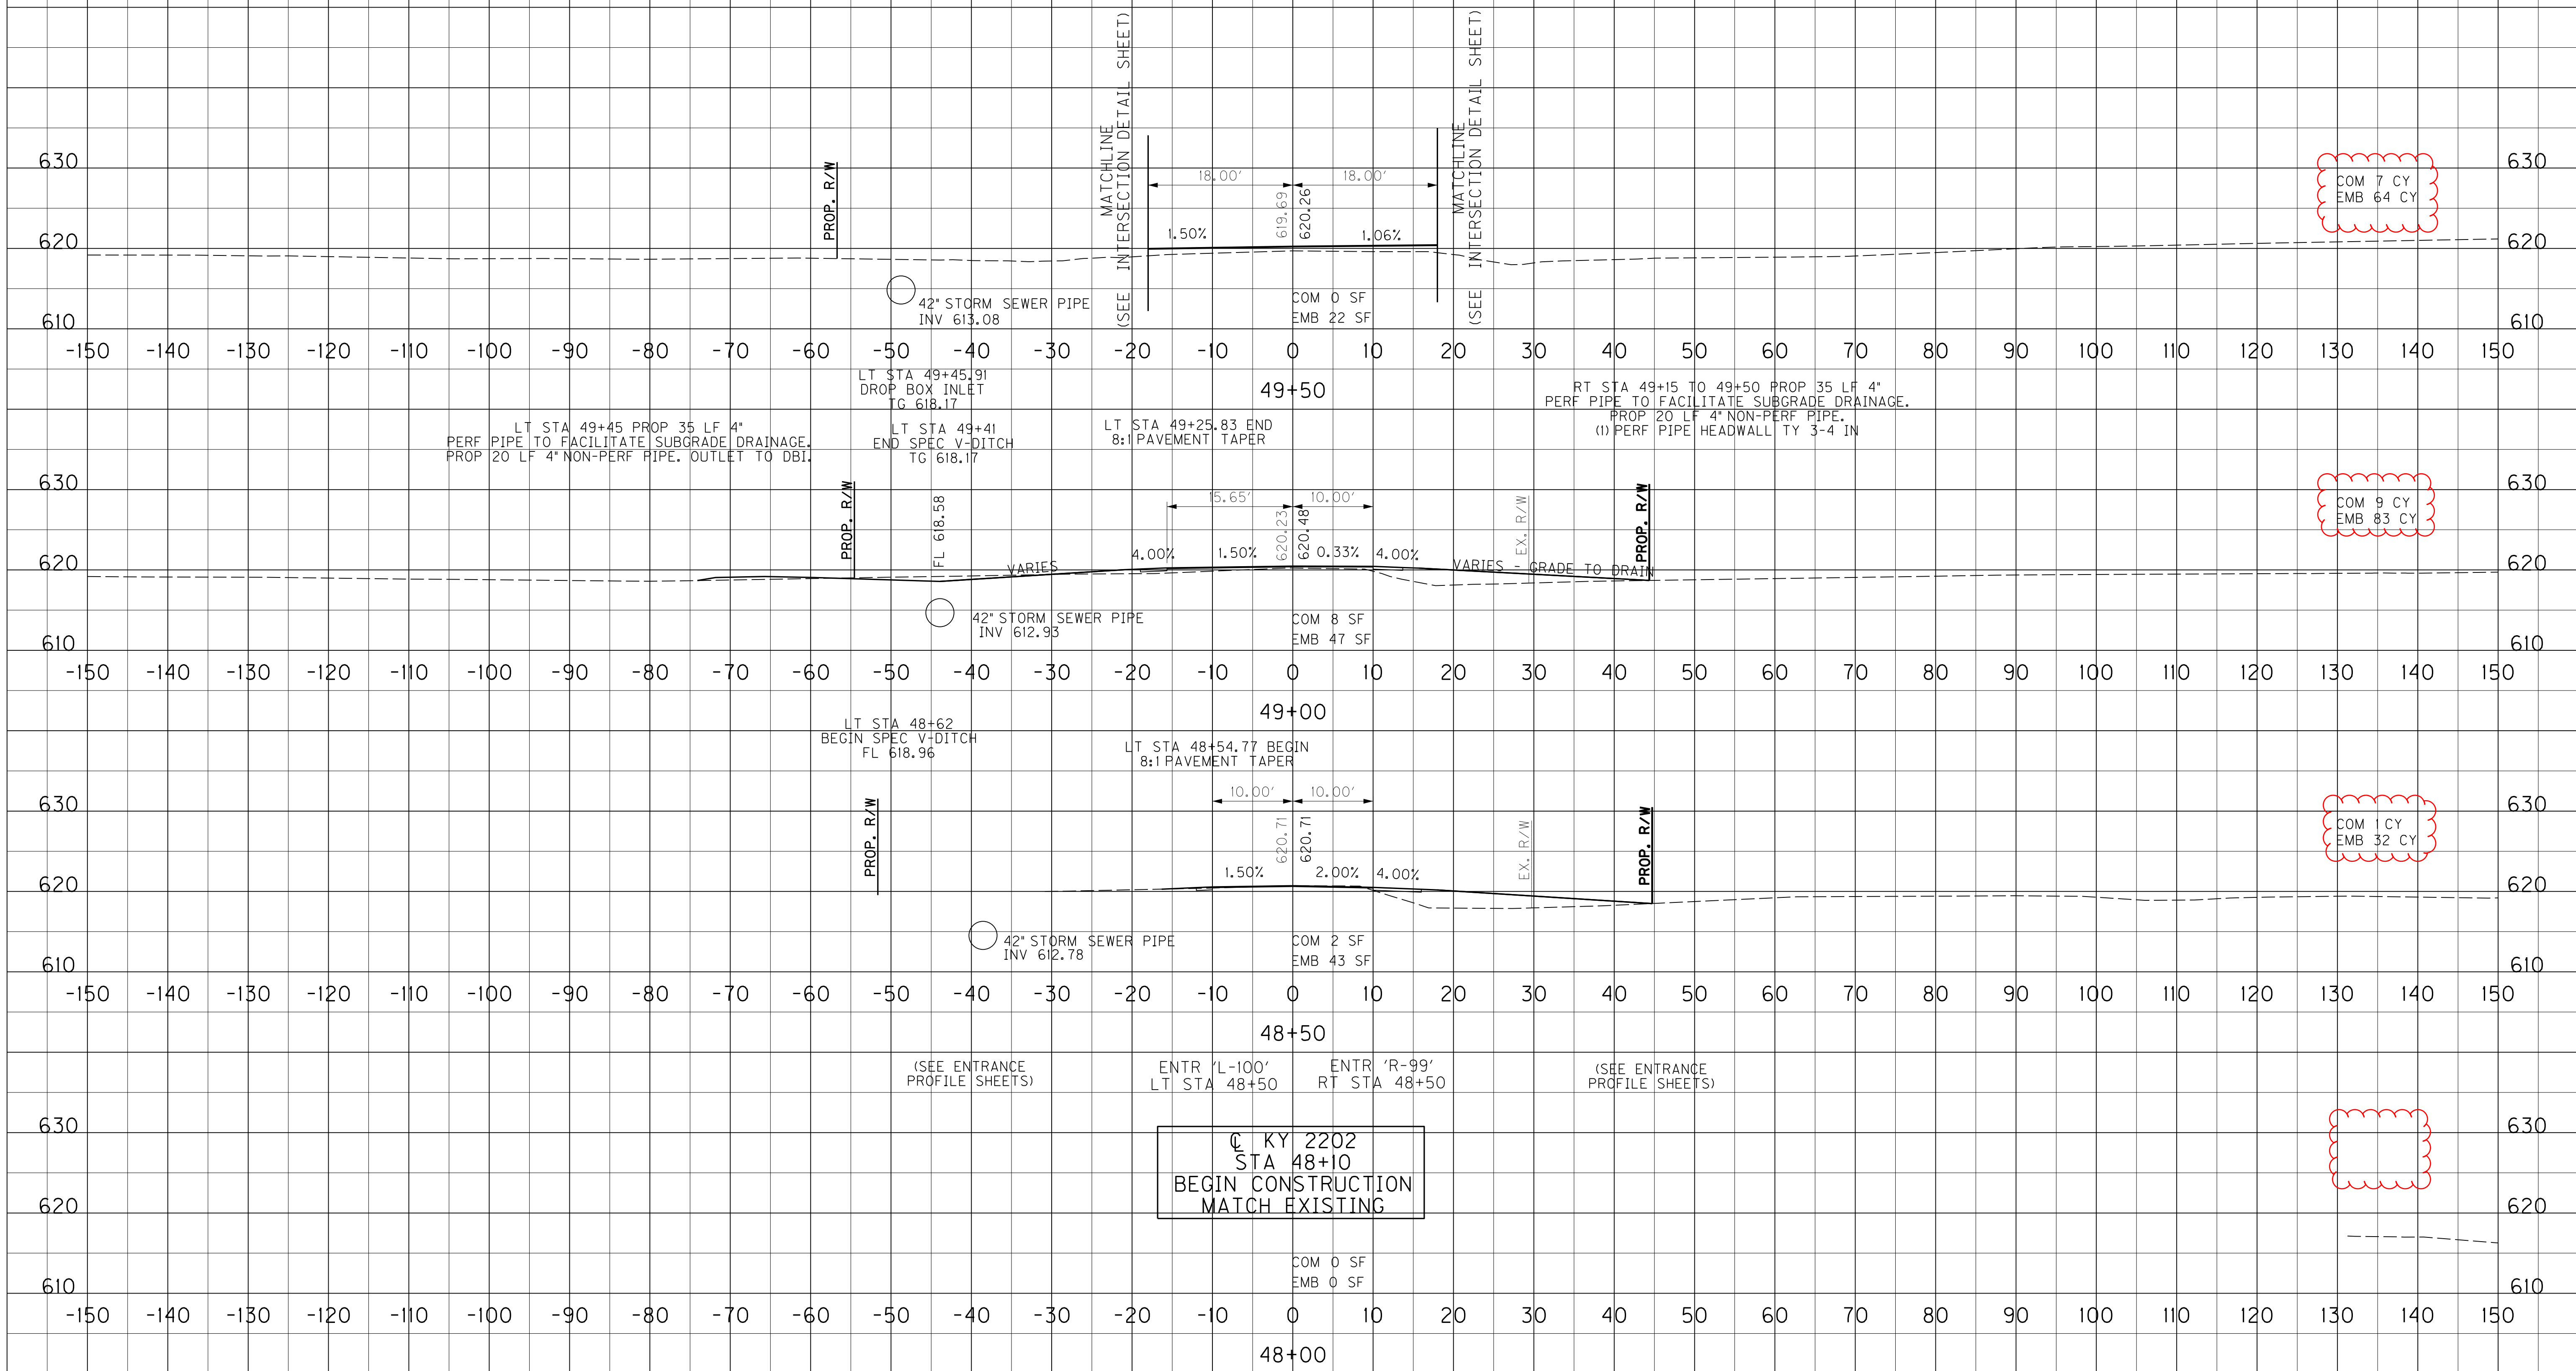 MATCHLINE
(SEE INTERSECTION DETAIL SHEET)
MATCHLINE
(SEE INTERSECTION DETAIL SHEET)
630
PROP. R/W
18.00'
18.00'
619.69
620.26
1.50%
1.06%
630
COM 7 CY
EMB 64 CY
620
620
42" STORM SEWER PIPE
INV 613.08
COM 0 SF
EMB 22 SF
610
610
-150 -140 -130 -120 -110 -100 -90 -80 -70 -60 -50 -40 -30 -20 -10 0 10 20 30 40 50 60 70 80 90 100 110 120 130 140 150
49+50
LT STA 49+45.91
DROP BOX INLET
TG 618.17
LT STA 49+45 PROP 35 LF 4"
PERF PIPE TO FACILITATE SUBGRADE DRAINAGE.
PROP 20 LF 4" NON-PERF PIPE. OUTLET TO DBI.
LT STA 49+41
END SPEC V-DITCH
TG 618.17
LT STA 49+25.83 END
8:1 PAVEMENT TAPER
RT STA 49+15 TO 49+50 PROP 35 LF 4"
PERF PIPE TO FACILITATE SUBGRADE DRAINAGE.
PROP 20 LF 4" NON-PERF PIPE.
(1) PERF PIPE HEADWALL TY 3-4 IN
630
PROP. R/W
FL 618.58
15.65'
10.00'
620.23
620.48
EX. R/W
PROP. R/W
630
COM 9 CY
EMB 83 CY
4.00%
1.50%
0.33%
4.00%
620
VARIES
VARIES - GRADE TO DRAIN
620
42" STORM SEWER PIPE
INV 612.93
COM 8 SF
EMB 47 SF
610
610
-150 -140 -130 -120 -110 -100 -90 -80 -70 -60 -50 -40 -30 -20 -10 0 10 20 30 40 50 60 70 80 90 100 110 120 130 140 150
49+00
LT STA 48+62
BEGIN SPEC V-DITCH
FL 618.96
LT STA 48+54.77 BEGIN
8:1 PAVEMENT TAPER
630
PROP. R/W
10.00'
10.00'
620.71
620.71
EX. R/W
PROP. R/W
630
COM 1 CY
EMB 32 CY
1.50%
2.00%
4.00%
620
620
42" STORM SEWER PIPE
INV 612.78
COM 2 SF
EMB 43 SF
610
610
-150 -140 -130 -120 -110 -100 -90 -80 -70 -60 -50 -40 -30 -20 -10 0 10 20 30 40 50 60 70 80 90 100 110 120 130 140 150
48+50
(SEE ENTRANCE
PROFILE SHEETS)
ENTR 'L-100'
LT STA 48+50
ENTR 'R-99'
RT STA 48+50
(SEE ENTRANCE
PROFILE SHEETS)
630
630
℄ KY 2202
STA 48+10
BEGIN CONSTRUCTION
MATCH EXISTING
620
620
COM 0 SF
EMB 0 SF
610
610
-150 -140 -130 -120 -110 -100 -90 -80 -70 -60 -50 -40 -30 -20 -10 0 10 20 30 40 50 60 70 80 90 100 110 120 130 140 150
48+00